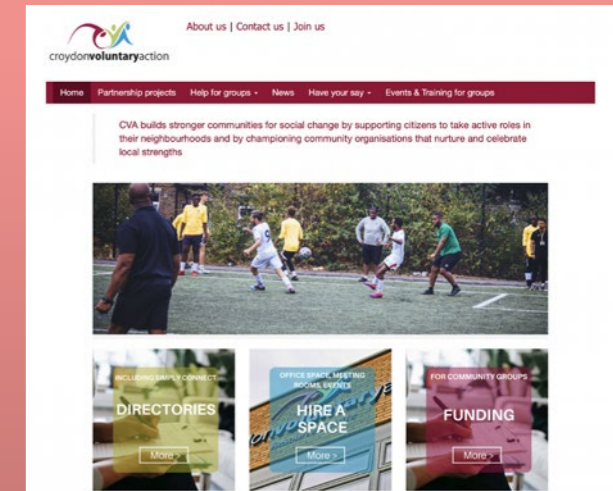 About us | Contact us | Join us
croydonvoluntaryaction
Home Partnership projects Help for groups News Have your say Events & Training for groups
CVA builds stronger communities for social change by supporting citizens to take active roles in
their neighbourhoods and by championing community organisations that nurture and celebrate
local strengths
INCLUDING SIMPLY CONNECT
DIRECTORIES
More >
OFFICE SPACE, MEETING
ROOMS, EVENTS
HIRE A
SPACE
More >
FOR COMMUNITY GROUPS
FUNDING
More >